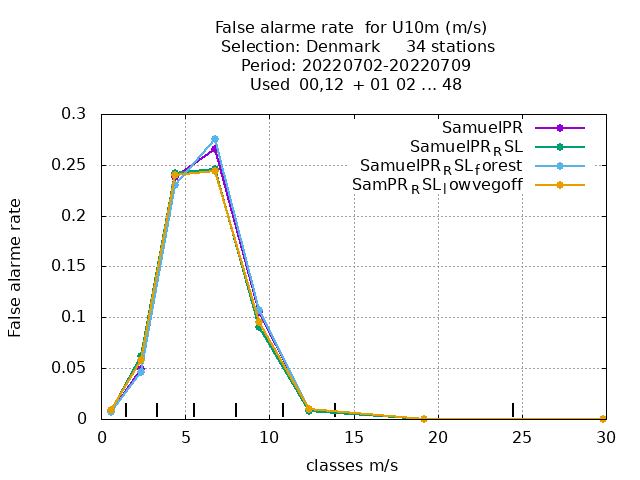 False alarme rate  for U10m (m/s)
Selection: Denmark     34 stations
Period: 20220702-20220709
Used  00,12  + 01 02 ... 48
0.3
0.25
0.2
0.15
0.1
0.05
0
False alarme rate
SamuelPR
SamuelPR_RSL
SamuelPR_RSL_forest
SamPR_RSL_lowvegoff
0 5 10 15 20 25 30
classes m/s